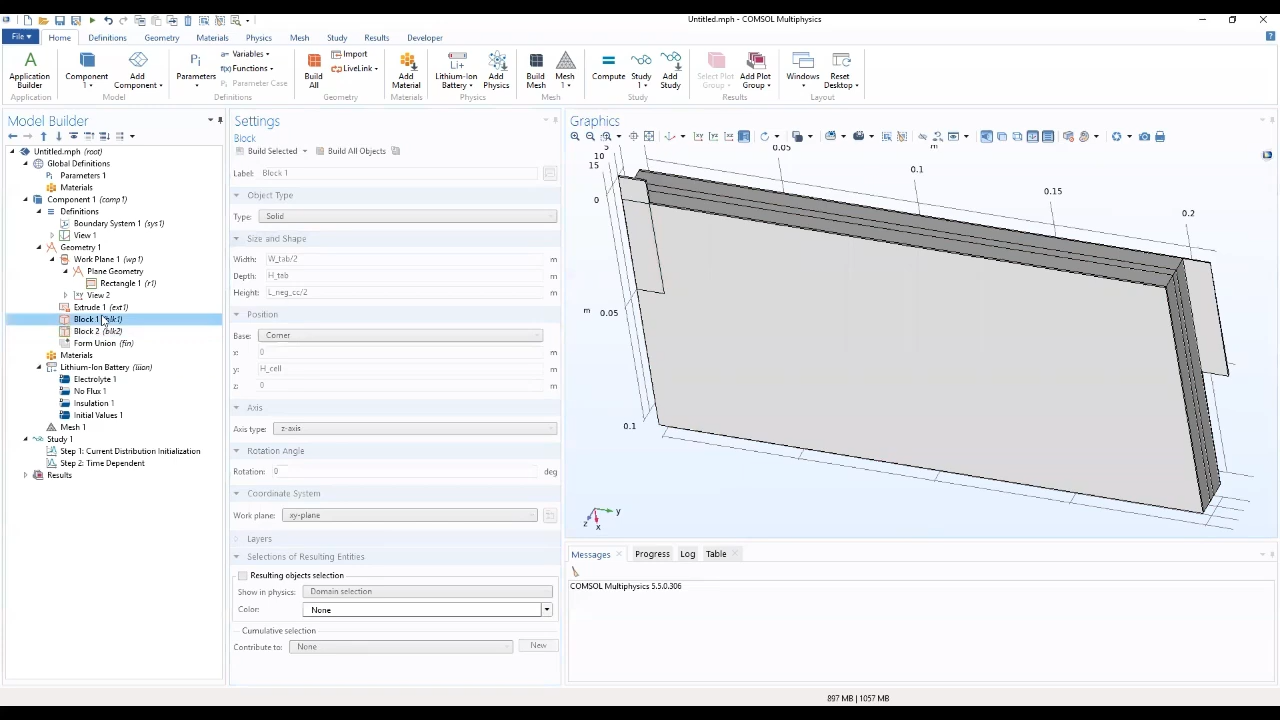 Untitled.mph - COMSOL Multiphysics
File Home Definitions Geometry Materials Physics Mesh Study Results Developer
Application Builder
Application
Component 1
Add Component
Model
Parameters
Variables
Functions
Parameter Case
Definitions
Build All
Import
LiveLink
Geometry
Add Material
Materials
Lithium-Ion Battery
Add Physics
Physics
Build Mesh
Mesh 1
Mesh
Compute
Study 1
Add Study
Study
Select Plot Group
Add Plot Group
Results
Windows
Reset Desktop
Layout
Model Builder
Untitled.mph (root)
Global Definitions
Parameters 1
Materials
Component 1 (comp1)
Definitions
Boundary System 1 (sys1)
View 1
Geometry 1
Work Plane 1 (wp1)
Plane Geometry
Rectangle 1 (r1)
View 2
Extrude 1 (ext1)
Block 1 (blk1)
Block 2 (blk2)
Form Union (fin)
Materials
Lithium-Ion Battery (liion)
Electrolyte 1
No Flux 1
Insulation 1
Initial Values 1
Mesh 1
Study 1
Step 1: Current Distribution Initialization
Step 2: Time Dependent
Results
Settings
Block
Build Selected Build All Objects
Label: Block 1
Object Type
Type: Solid
Size and Shape
Width: W_tab/2 m
Depth: H_tab m
Height: L_neg_cc/2 m
Position
Base: Corner
x: 0 m
y: H_cell m
z: 0 m
Axis
Axis type: z-axis
Rotation Angle
Rotation: 0 deg
Coordinate System
Work plane: xy-plane
Layers
Selections of Resulting Entities
Resulting objects selection
Show in physics: Domain selection
Color: None
Cumulative selection
Contribute to: None New
Graphics
5
10
15
0
0.05
m
0.1
0.15
0.2
m 0.05
0.1
y
z x
Messages Progress Log Table
COMSOL Multiphysics 5.5.0.306
897 MB | 1057 MB